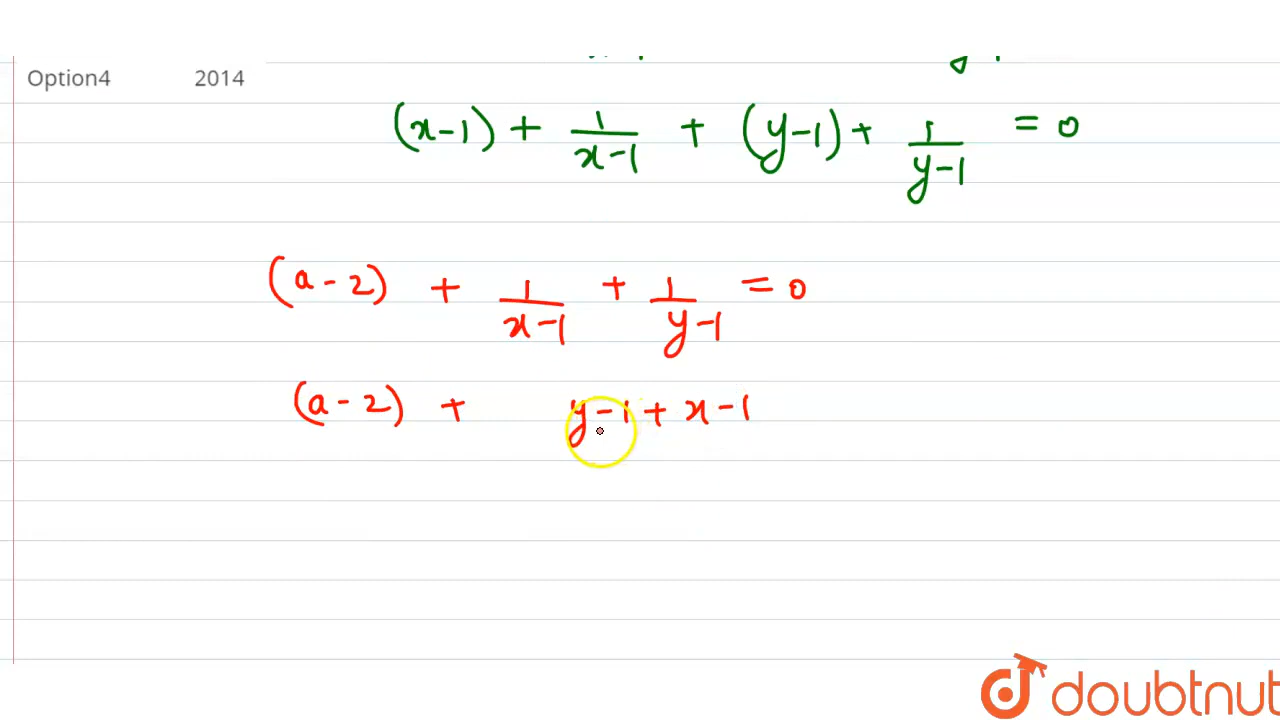 Option4 2014
(x-1) + 1/(x-1) + (y-1) + 1/(y-1) = 0
(a-2) + 1/(x-1) + 1/(y-1) = 0
(a-2) + y-1 + x-1
doubtnut